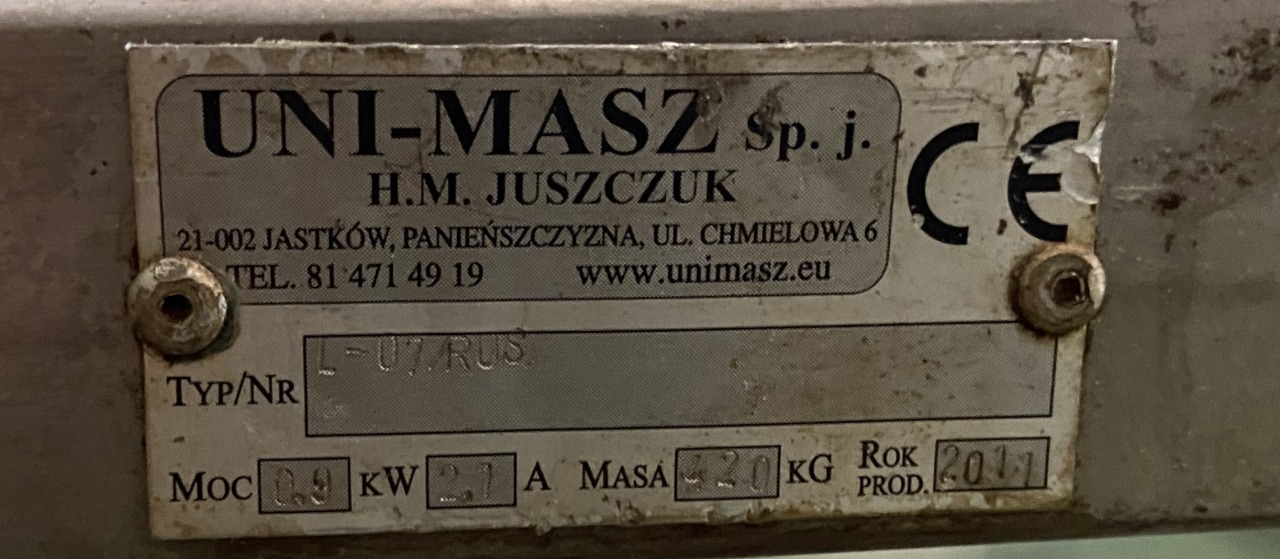 UNI-MASZ Sp. j.
H.M. JUSZCZUK
21-002 JASTKÓW, PANIEŃSZCZYZNA, UL. CHMIELOWA 6
TEL. 81 471 49 19 www.unimasz.eu
CE
TYP/NR L-07/RUS
MOC 0.9 KW 2.1 A MASA 420 KG ROK PROD. 2011